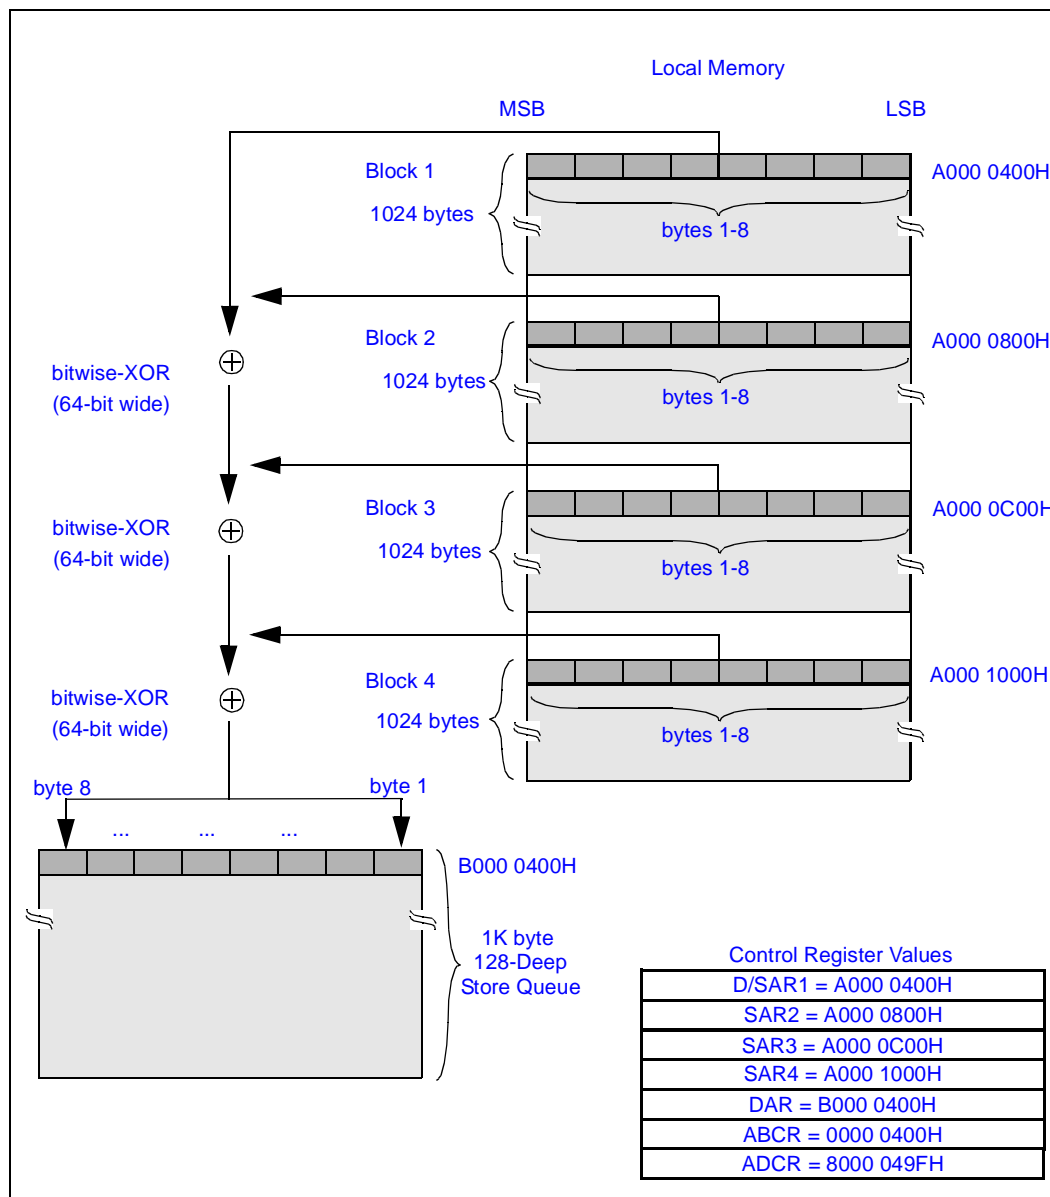 Local Memory
MSB
LSB
Block 1
A000 0400H
1024 bytes
bytes 1-8
Block 2
A000 0800H
bitwise-XOR
(64-bit wide)
1024 bytes
bytes 1-8
Block 3
A000 0C00H
bitwise-XOR
(64-bit wide)
1024 bytes
bytes 1-8
Block 4
A000 1000H
bitwise-XOR
(64-bit wide)
1024 bytes
bytes 1-8
byte 8
byte 1
... ... ...
B000 0400H
1K byte
128-Deep
Store Queue
Control Register Values
D/SAR1 = A000 0400H
SAR2 = A000 0800H
SAR3 = A000 0C00H
SAR4 = A000 1000H
DAR = B000 0400H
ABCR = 0000 0400H
ADCR = 8000 049FH